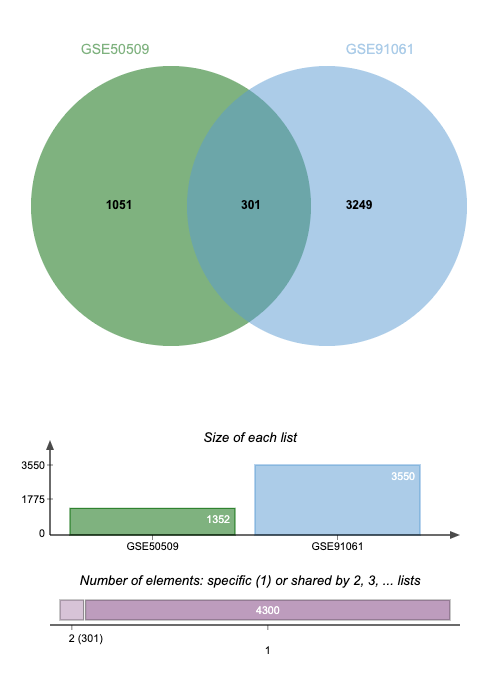 GSE50509 GSE91061
1051 301 3249
Size of each list
3550
1775
0
1352
3550
GSE50509 GSE91061
Number of elements: specific (1) or shared by 2, 3, ... lists
4300
2 (301)
1